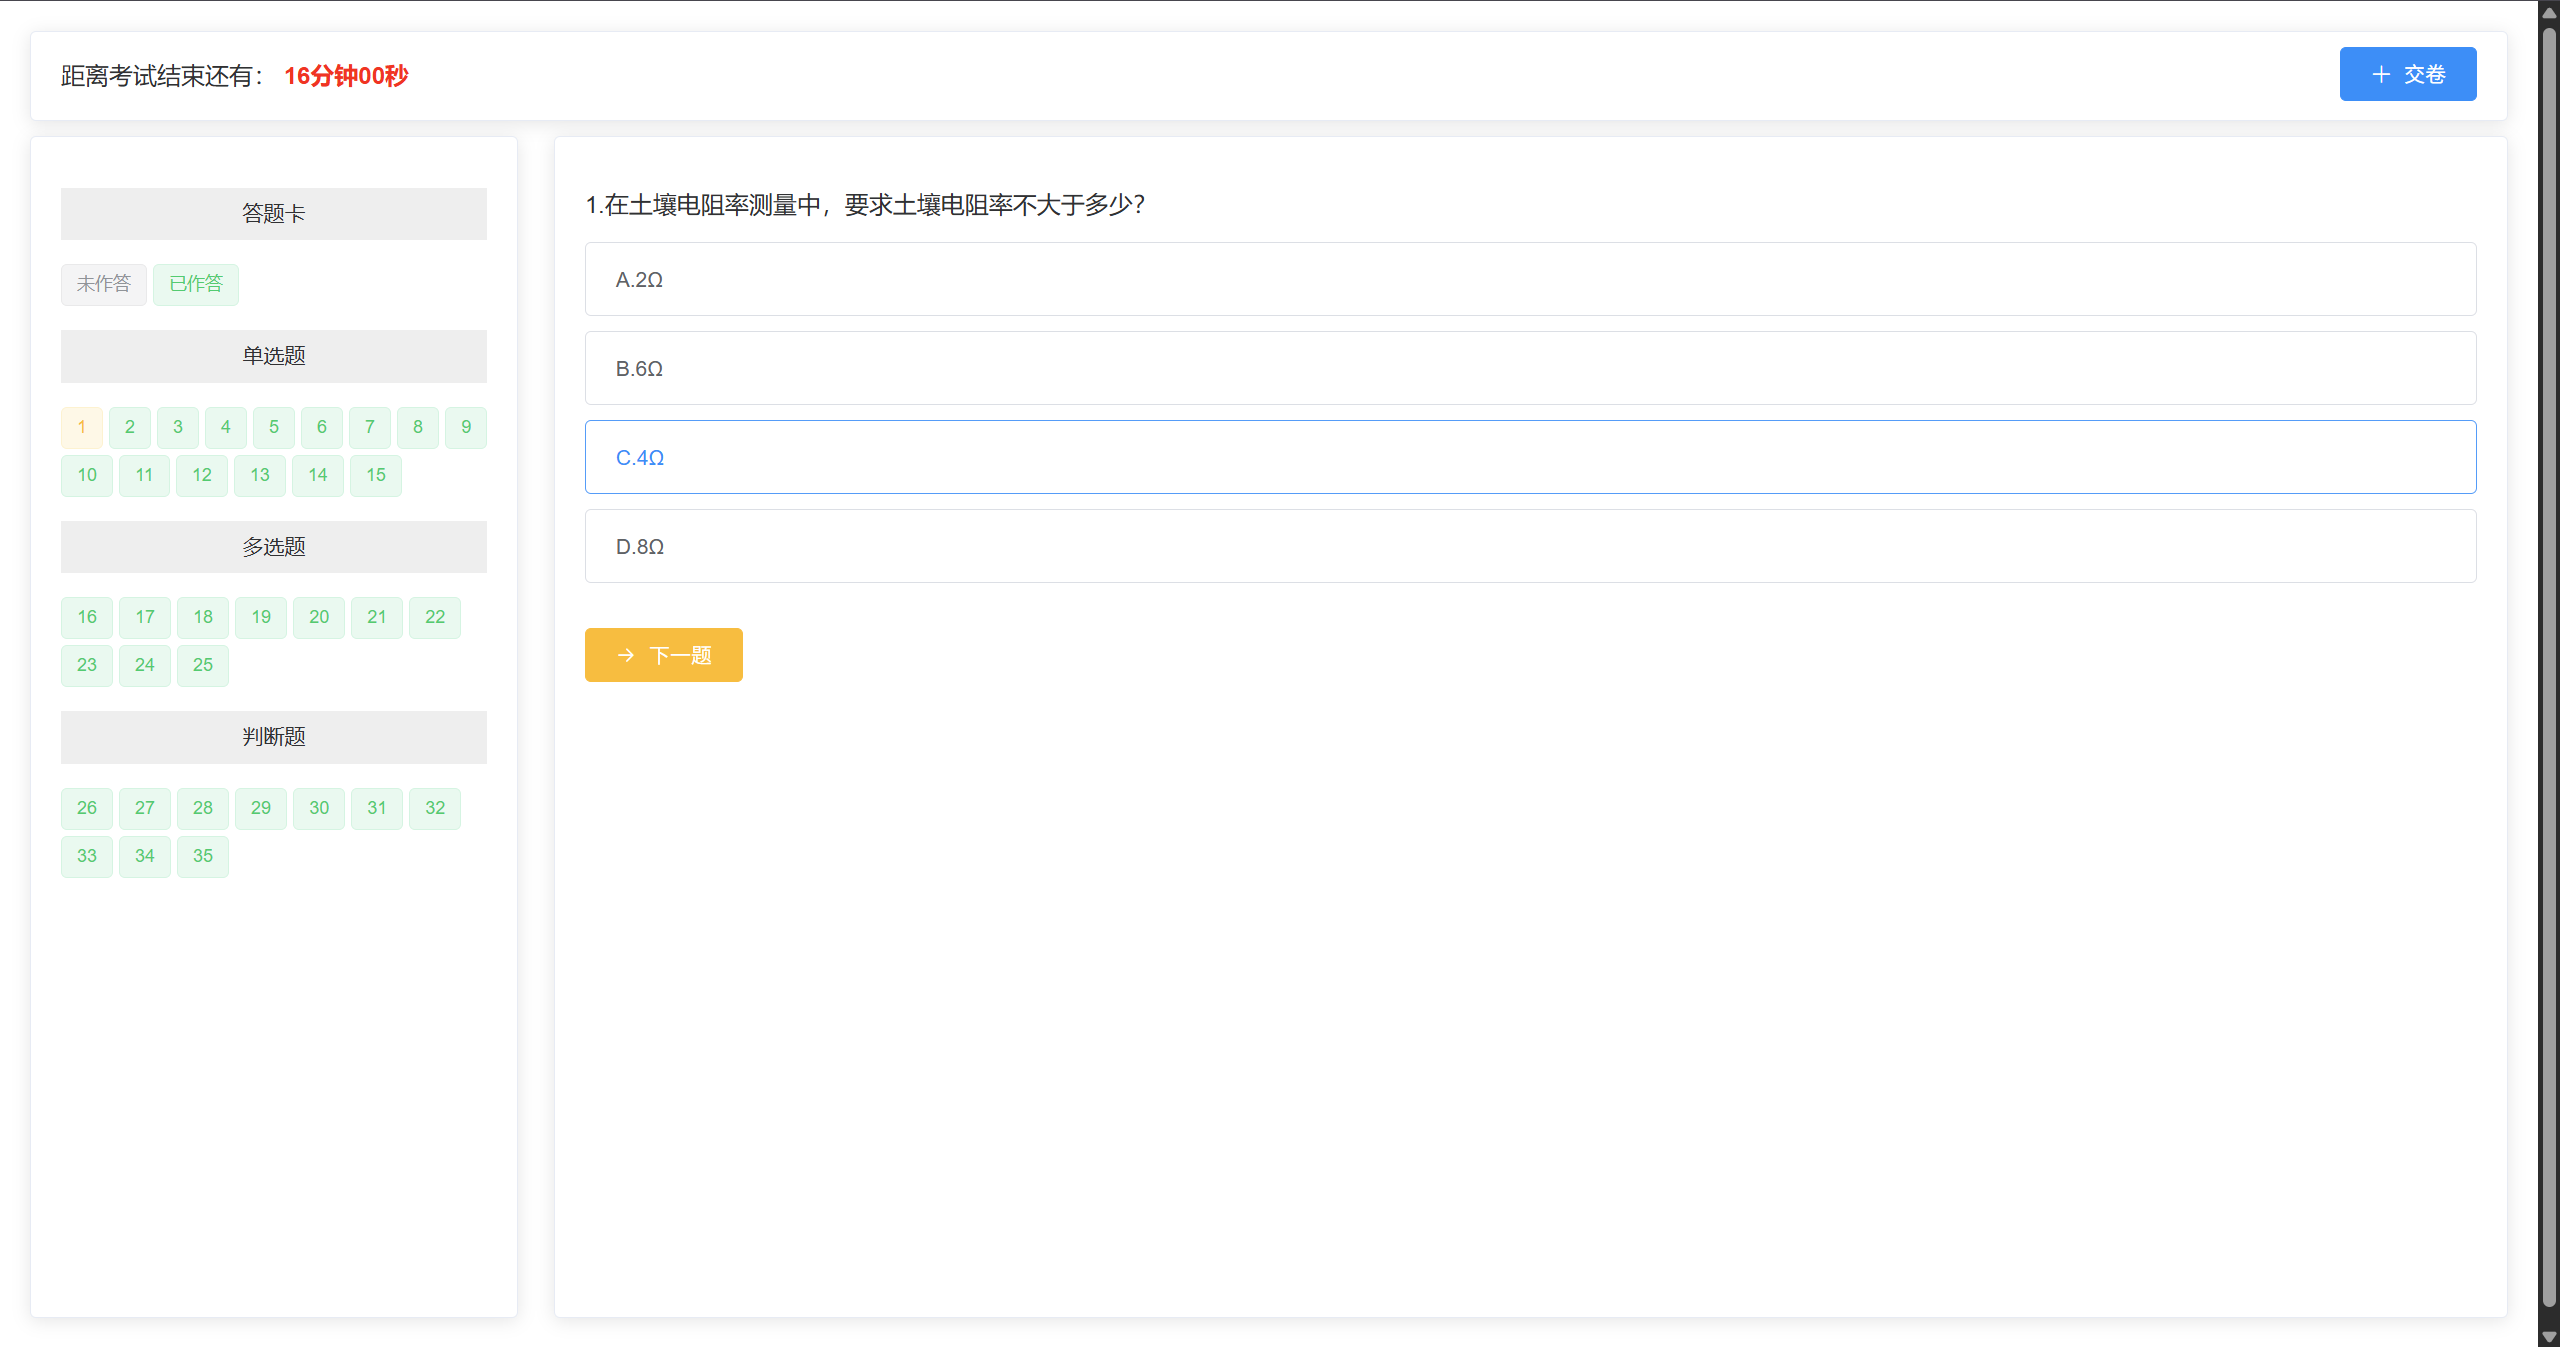 距离考试结束还有： 16分钟00秒
交卷
答题卡
未作答 已作答
单选题
1 2 3 4 5 6 7 8 9
10 11 12 13 14 15
多选题
16 17 18 19 20 21 22
23 24 25
判断题
26 27 28 29 30 31 32
33 34 35
1.在土壤电阻率测量中，要求土壤电阻率不大于多少？
A.2Ω
B.6Ω
C.4Ω
D.8Ω
下一题